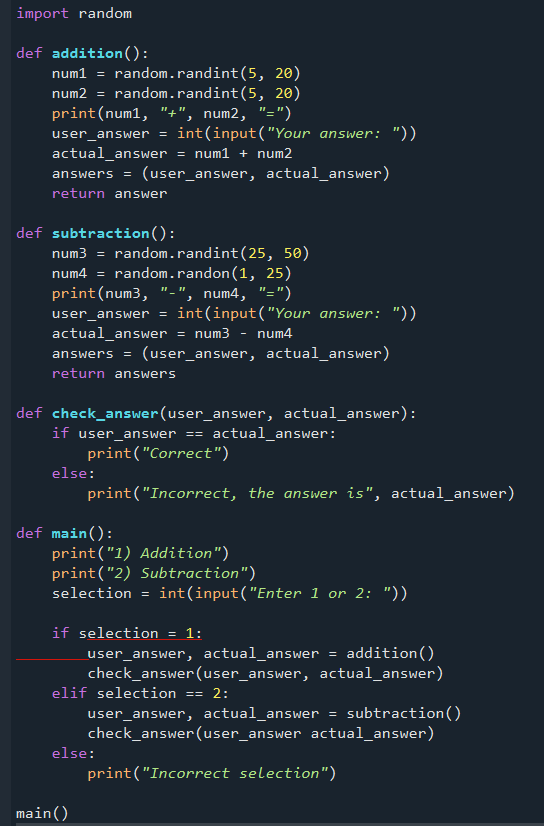 import random

def addition():
    num1 = random.randint(5, 20)
    num2 = random.randint(5, 20)
    print(num1, "+", num2, "=")
    user_answer = int(input("Your answer: "))
    actual_answer = num1 + num2
    answers = (user_answer, actual_answer)
    return answer

def subtraction():
    num3 = random.randint(25, 50)
    num4 = random.randon(1, 25)
    print(num3, "-", num4, "=")
    user_answer = int(input("Your answer: "))
    actual_answer = num3 - num4
    answers = (user_answer, actual_answer)
    return answers

def check_answer(user_answer, actual_answer):
    if user_answer == actual_answer:
        print("Correct")
    else:
        print("Incorrect, the answer is", actual_answer)

def main():
    print("1) Addition")
    print("2) Subtraction")
    selection = int(input("Enter 1 or 2: "))

    if selection = 1:
        user_answer, actual_answer = addition()
        check_answer(user_answer, actual_answer)
    elif selection == 2:
        user_answer, actual_answer = subtraction()
        check_answer(user_answer actual_answer)
    else:
        print("Incorrect selection")

main()